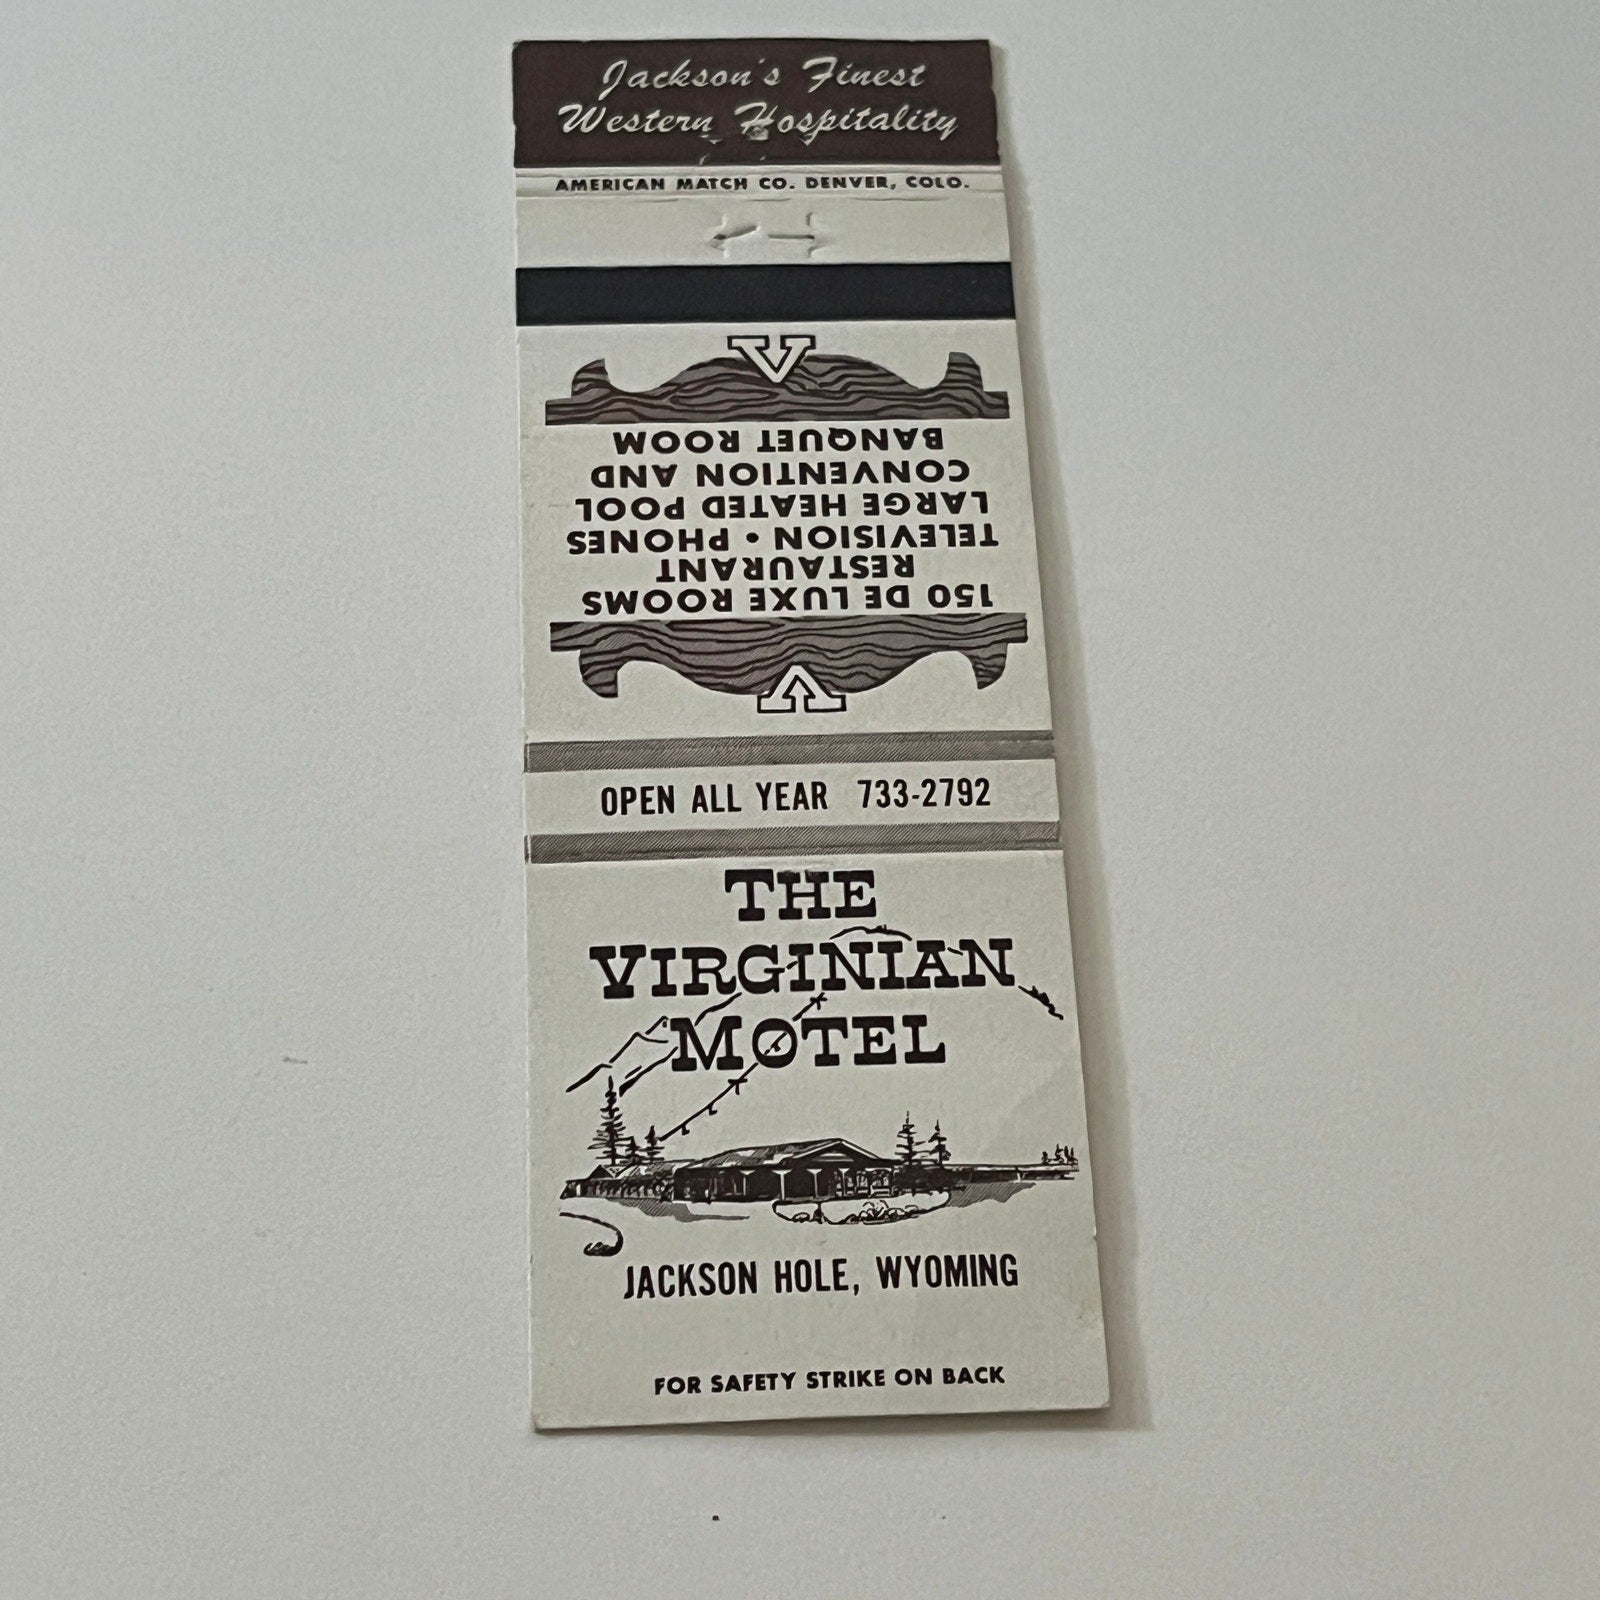 Jackson's Finest
Western Hospitality
AMERICAN MATCH CO. DENVER, COLO.
V
150 DE LUXE ROOMS
RESTAURANT
TELEVISION • PHONES
LARGE HEATED POOL
CONVENTION AND
BANQUET ROOM
V
OPEN ALL YEAR 733-2792
THE
VIRGINIAN
MOTEL
JACKSON HOLE, WYOMING
FOR SAFETY STRIKE ON BACK